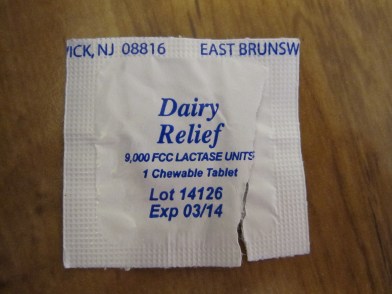 VICK, NJ 08816 EAST BRUNSW
Dairy
Relief
9,000 FCC LACTASE UNITS
1 Chewable Tablet
Lot 14126
Exp 03/14